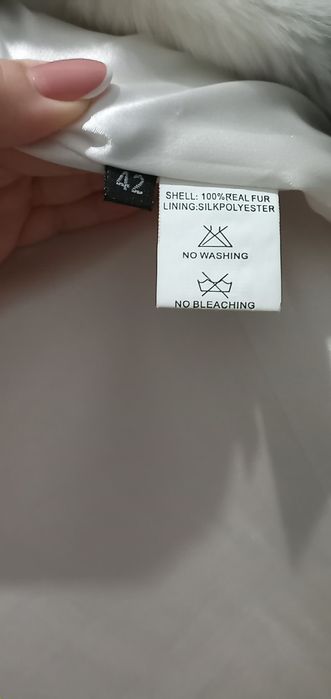 42
SHELL: 100%REAL FUR
LINING:SILKPOLYESTER
NO WASHING
NO BLEACHING